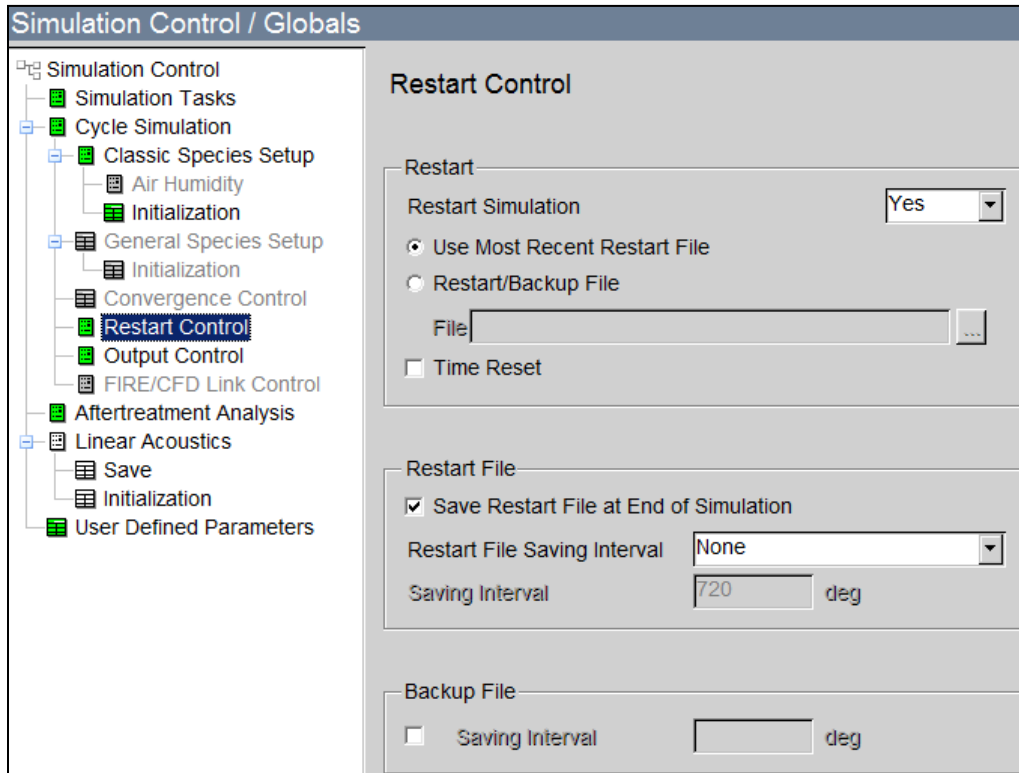 Simulation Control / Globals
Simulation Control
Simulation Tasks
Cycle Simulation
Classic Species Setup
Air Humidity
Initialization
General Species Setup
Initialization
Convergence Control
Restart Control
Output Control
FIRE/CFD Link Control
Aftertreatment Analysis
Linear Acoustics
Save
Initialization
User Defined Parameters
Restart Control
Restart
Restart Simulation Yes
Use Most Recent Restart File
Restart/Backup File
File ...
Time Reset
Restart File
Save Restart File at End of Simulation
Restart File Saving Interval None
Saving Interval 720 deg
Backup File
Saving Interval deg